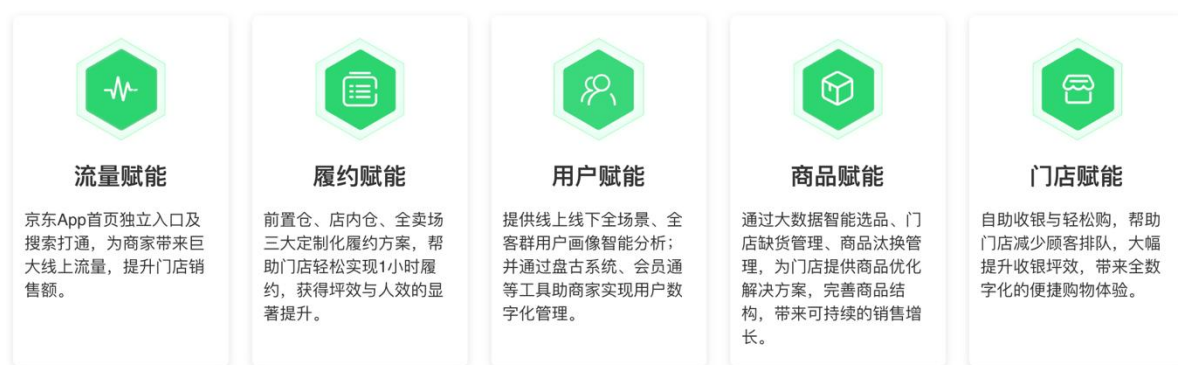 流量赋能
京东App首页独立入口及
搜索打通，为商家带来巨
大线上流量，提升门店销
售额。
履约赋能
前置仓、店内仓、全卖场
三大定制化履约方案，帮
助门店轻松实现1小时履
约，获得坪效与人效的显
著提升。
用户赋能
提供线上线下全场景、全
客群用户画像智能分析；
并通过盘古系统、会员通
等工具助商家实现用户数
字化管理。
商品赋能
通过大数据智能选品、门
店缺货管理、商品汰换管
理，为门店提供商品优化
解决方案，完善商品结
构，带来可持续的销售增
长。
门店赋能
自助收银与轻松购，帮助
门店减少顾客排队，大幅
提升收银坪效，带来全数
字化的便捷购物体验。